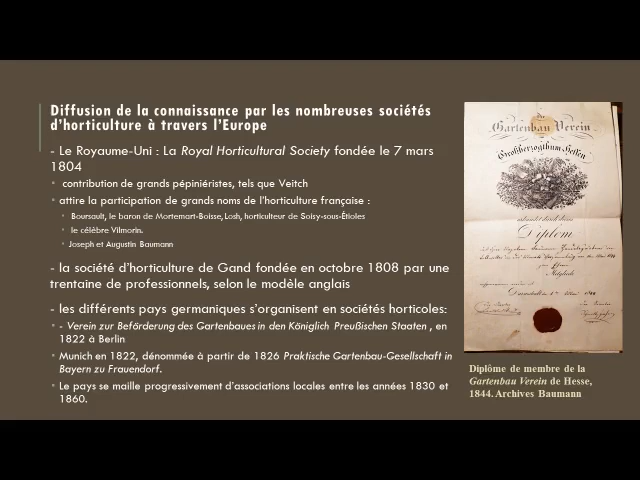 Diffusion de la connaissance par les nombreuses sociétés
d'horticulture à travers l'Europe
- Le Royaume-Uni : La Royal Horticultural Society fondée le 7 mars
1804
• contribution de grands pépiniéristes, tels que Veitch
• attire la participation de grands noms de l'horticulture française :
• Boursault, le baron de Mortemart-Boisse, Losh, horticulteur de Soisy-sous-Étioles
• le célèbre Vilmorin.
• Joseph et Augustin Baumann
- la société d'horticulture de Gand fondée en octobre 1808 par une
trentaine de professionnels, selon le modèle anglais
- les différents pays germaniques s'organisent en sociétés horticoles:
• - Verein zur Beförderung des Gartenbaues in den Königlich Preußischen Staaten , en
1822 à Berlin
• Munich en 1822, dénommée à partir de 1826 Praktische Gartenbau-Gesellschaft in
Bayern zu Frauendorf.
• Le pays se maille progressivement d'associations locales entre les années 1830 et
1860.
Gartenbau Verein
Großherzogthum Hessen
Diplom
Mitglied
Diplôme de membre de la
Gartenbau Verein de Hesse,
1844. Archives Baumann